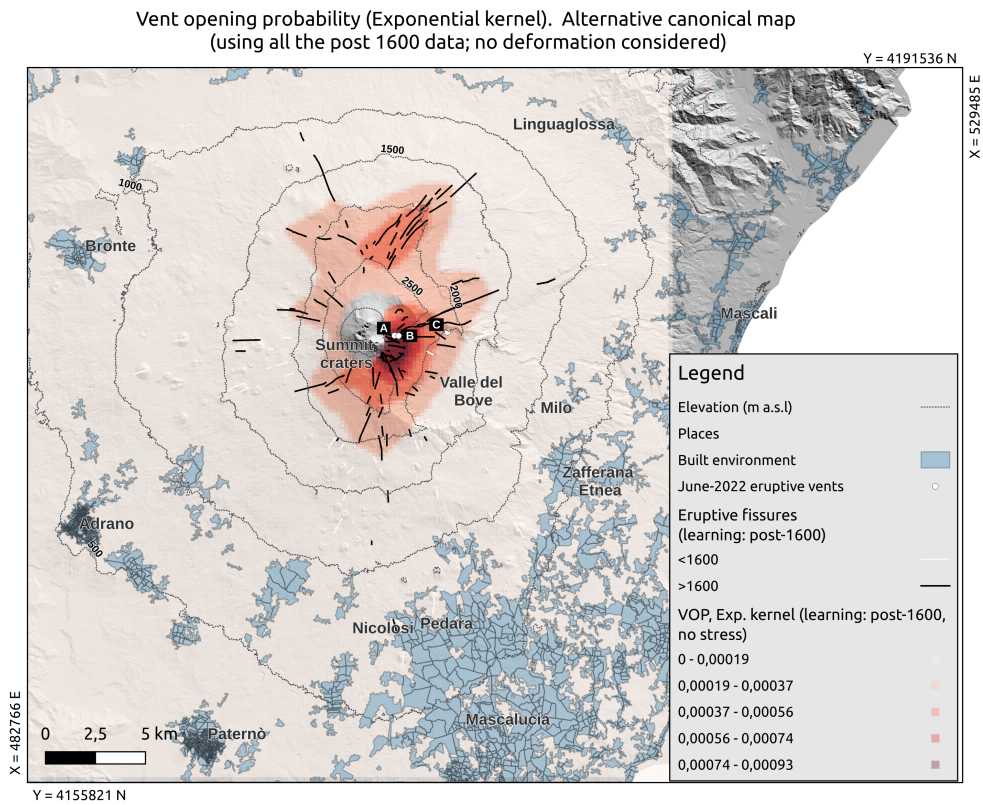 Vent opening probability (Exponential kernel).  Alternative canonical map
(using all the post 1600 data; no deformation considered)
Y = 4191536 N
X = 529485 E
Linguaglossa
1500
1000
Bronte
2500
2000
A
B
C
Mascali
Summit
craters
Valle del
Bove
Milo
Zafferana
Etnea
Adrano
500
Nicolosi
Pedara
Mascalucia
Paternò
0 2,5 5 km
X = 482766 E
Y = 4155821 N
Legend
Elevation (m a.s.l)
Places
Built environment
June-2022 eruptive vents
Eruptive fissures
(learning: post-1600)
<1600
>1600
VOP, Exp. kernel (learning: post-1600,
no stress)
0 - 0,00019
0,00019 - 0,00037
0,00037 - 0,00056
0,00056 - 0,00074
0,00074 - 0,00093